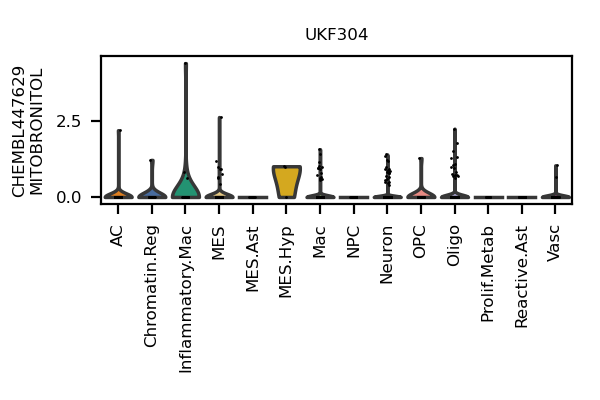 UKF304
CHEMBL447629
MITOBRONITOL
2.5
0.0
AC
Chromatin.Reg
Inflammatory.Mac
MES
MES.Ast
MES.Hyp
Mac
NPC
Neuron
OPC
Oligo
Prolif.Metab
Reactive.Ast
Vasc